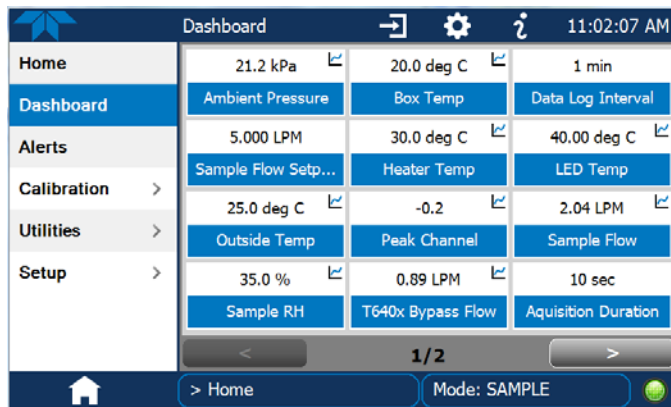 Dashboard
11:02:07 AM
Home
Dashboard
Alerts
Calibration >
Utilities >
Setup >
21.2 kPa
Ambient Pressure
20.0 deg C
Box Temp
1 min
Data Log Interval
5.000 LPM
Sample Flow Setp...
30.0 deg C
Heater Temp
40.00 deg C
LED Temp
25.0 deg C
Outside Temp
-0.2
Peak Channel
2.04 LPM
Sample Flow
35.0 %
Sample RH
0.89 LPM
T640x Bypass Flow
10 sec
Aquisition Duration
< 1/2 >
> Home
Mode: SAMPLE